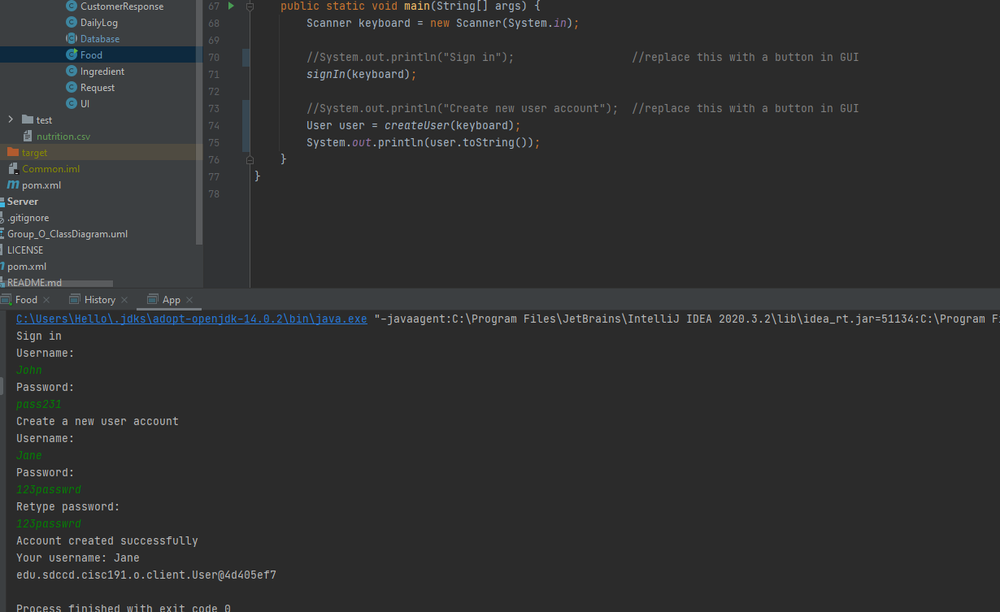 CustomerResponse
DailyLog
Database
Food
Ingredient
Request
UI
test
nutrition.csv
target
Common.iml
pom.xml
Server
.gitignore
Group_O_ClassDiagram.uml
LICENSE
pom.xml
README.md
67 public static void main(String[] args) {
68 Scanner keyboard = new Scanner(System.in);
69
70 //System.out.println("Sign in"); //replace this with a button in GUI
71 signIn(keyboard);
72
73 //System.out.println("Create new user account"); //replace this with a button in GUI
74 User user = createUser(keyboard);
75 System.out.println(user.toString());
76 }
77 }
78
Food History App
C:\Users\Hello\.jdks\adopt-openjdk-14.0.2\bin\java.exe "-javaagent:C:\Program Files\JetBrains\IntelliJ IDEA 2020.3.2\lib\idea_rt.jar=51134:C:\Program
Sign in
Username:
John
Password:
pass231
Create a new user account
Username:
Jane
Password:
123passwrd
Retype password:
123passwrd
Account created successfully
Your username: Jane
edu.sdccd.cisc191.o.client.User@4d405ef7
Process finished with exit code 0